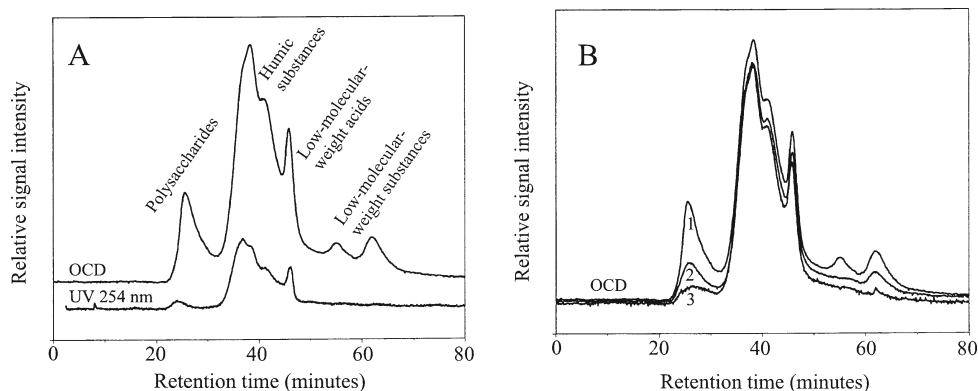 A
Relative signal intensity
Polysaccharides
Humic
substances
Low-molecular-
weight acids
Low-molecular-
weight substances
OCD
UV 254 nm
0 20 40 60 80
Retention time (minutes)
B
Relative signal intensity
1
2
3
OCD
0 20 40 60 80
Retention time (minutes)